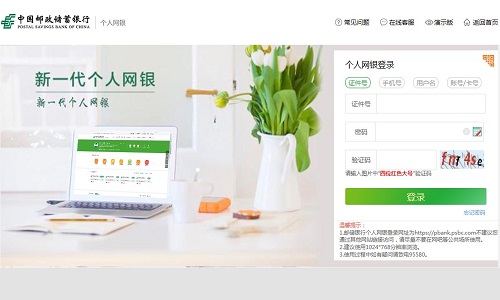 中国邮政储蓄银行 个人网银 常见问题 在线客服 演示版 返回首页
POSTAL SAVINGS BANK OF CHINA
新一代个人网银
新一代个人网银
个人网银登录
证件号 手机号 用户名 账号/卡号
证件号
密码
验证码
请输入图片中"四位红色大号"验证码
登录
忘记密码
温馨提示:
1.邮储银行个人网银登录网址为https://pbank.psbc.com不建议您
通过其他网站链接访问，请尽量不要在网吧等公共场所使用。
2.建议使用1024*768分辨率浏览。
3.使用过程中如有疑问请致电95580。